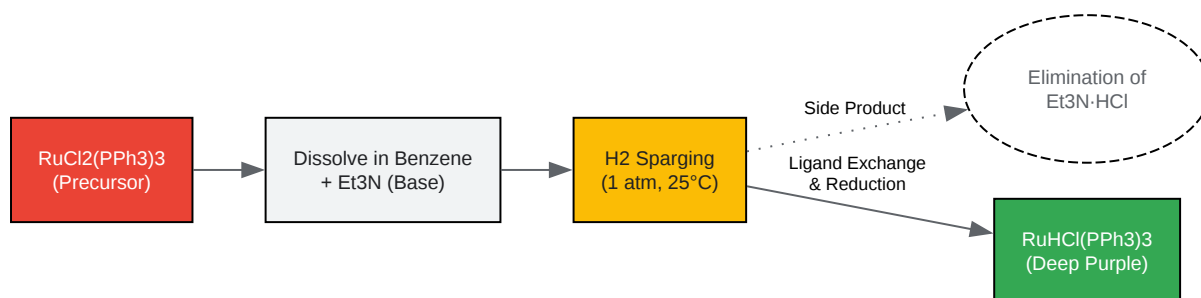 RuCl2(PPh3)3
(Precursor)
Dissolve in Benzene
+ Et3N (Base)
H2 Sparging
(1 atm, 25°C)
Side Product
Elimination of
Et3N·HCl
Ligand Exchange
& Reduction
RuHCl(PPh3)3
(Deep Purple)